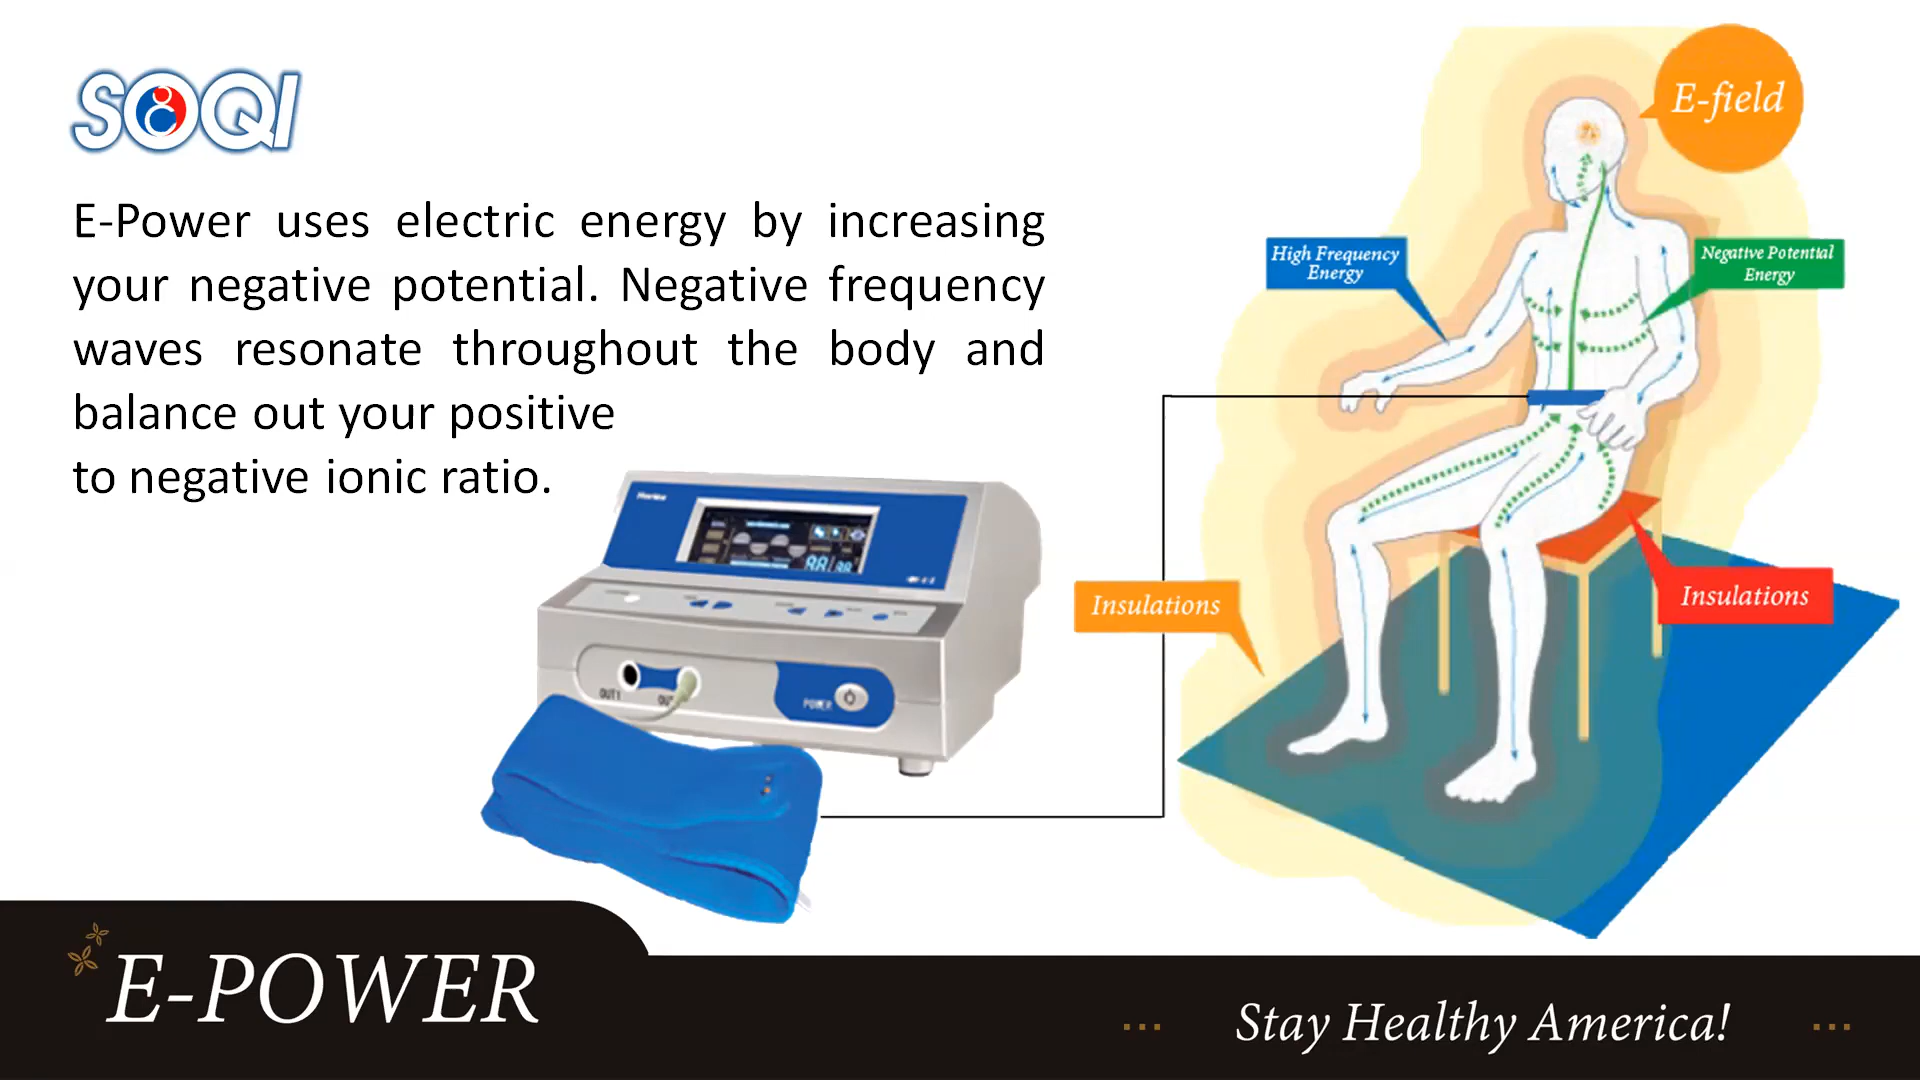 SOQI
E-Power uses electric energy by increasing
your negative potential. Negative frequency
waves resonate throughout the body and
balance out your positive
to negative ionic ratio.
E-field
High Frequency
Energy
Negative Potential
Energy
Insulations
Insulations
OUT1
POWER
E-POWER
Stay Healthy America!